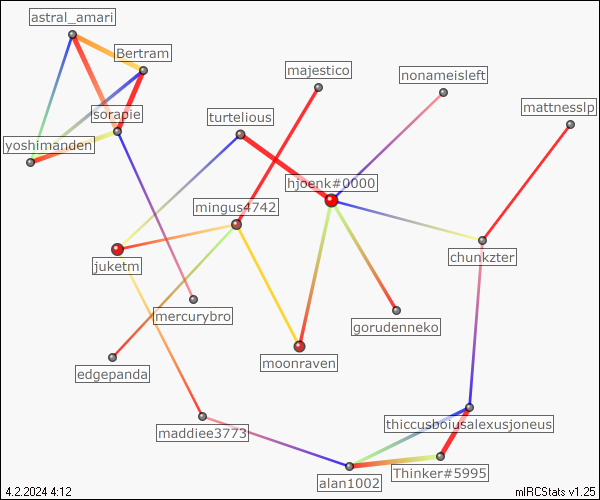 astral_amari
Bertram
majestico
nonameisleft
sorapie
turtelious
mattnesslp
yoshimanden
hjoenk#0000
mingus4742
juketm
chunkzter
mercurybro
gorudenneko
moonraven
edgepanda
thiccusboiusalexusjoneus
maddiee3773
Thinker#5995
alan1002
4.2.2024 4:12
mIRCStats v1.25